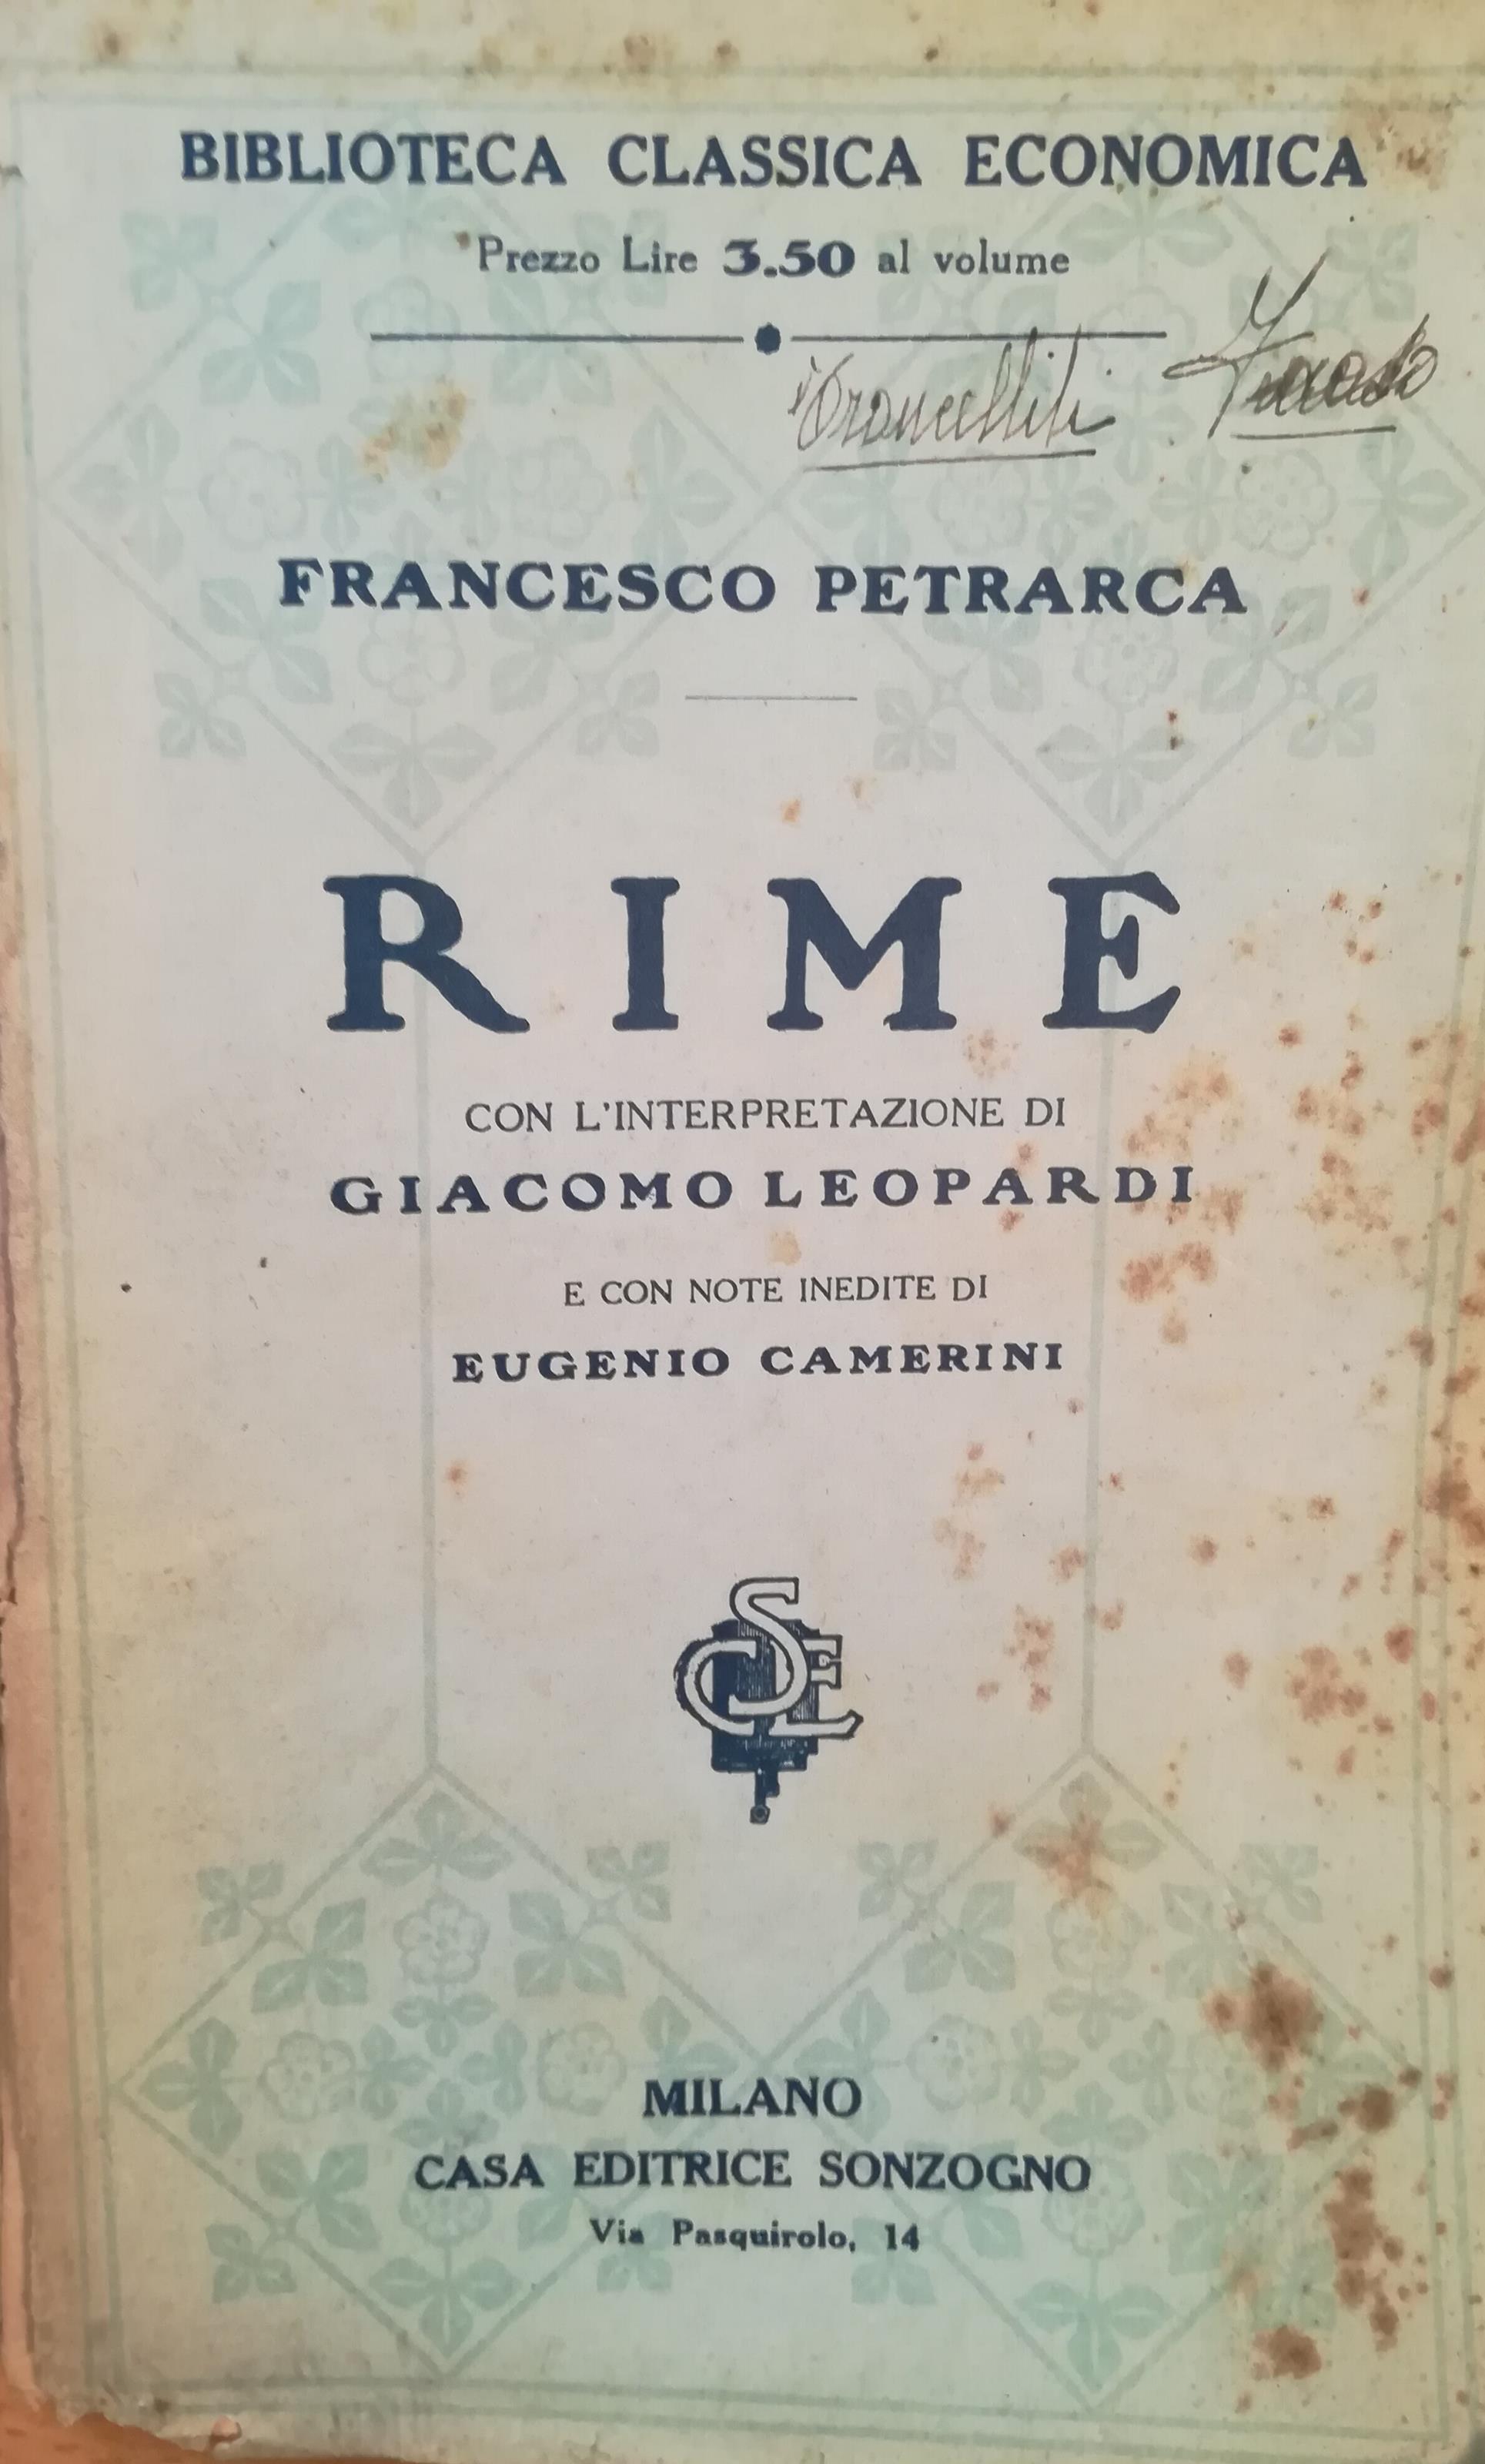 BIBLIOTECA CLASSICA ECONOMICA
Prezzo Lire 3.50 al volume
FRANCESCO PETRARCA
RIME
CON L'INTERPRETAZIONE DI
GIACOMO LEOPARDI
E CON NOTE INEDITE DI
EUGENIO CAMERINI
CSE
MILANO
CASA EDITRICE SONZOGNO
Via Pasquirolo, 14